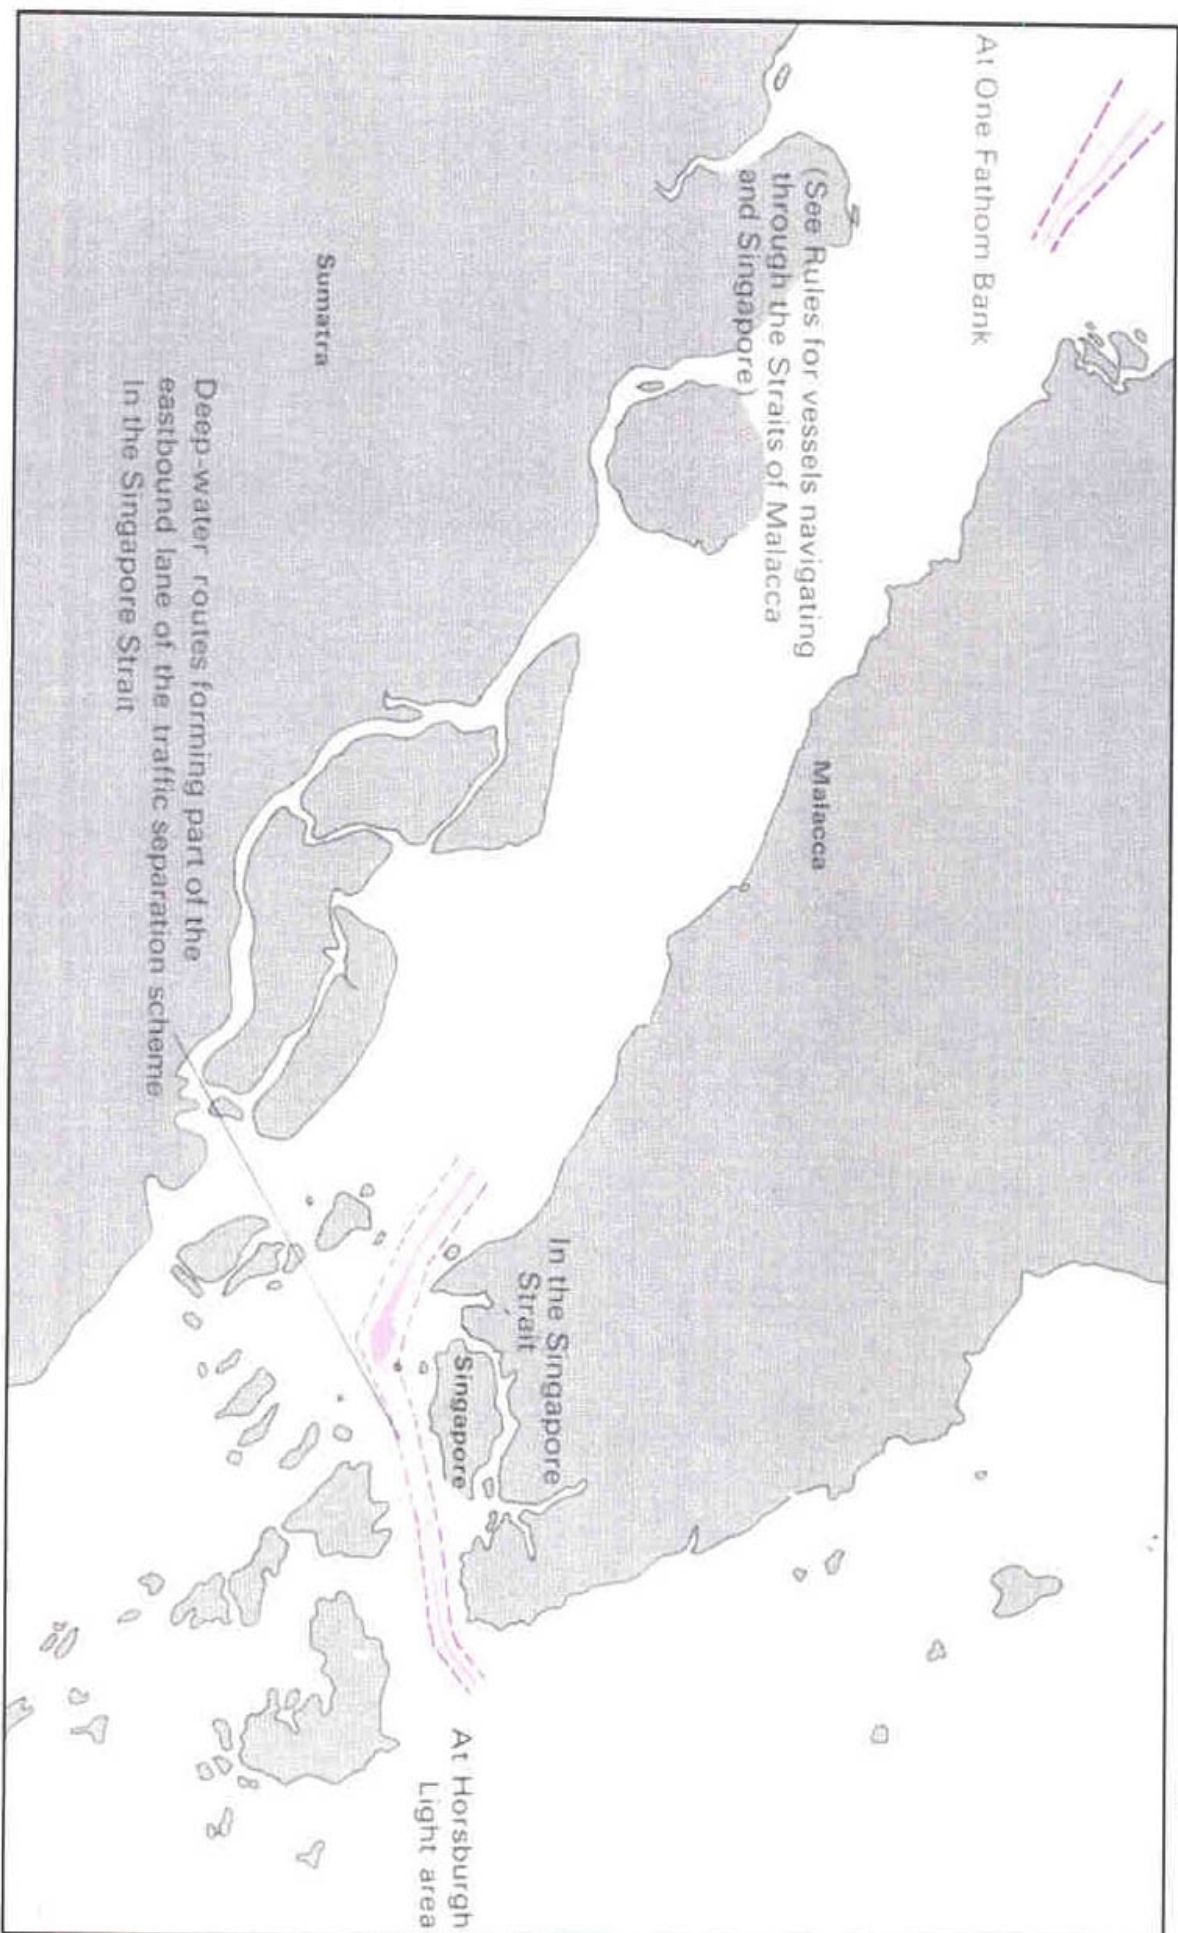 At One Fathom Bank
(See Rules for vessels navigating
through the Straits of Malacca
and Singapore)
Sumatra
Malacca
Deep-water routes forming part of the
eastbound lane of the traffic separation scheme
In the Singapore Strait
In the Singapore
Strait
Singapore
At Horsburgh
Light area